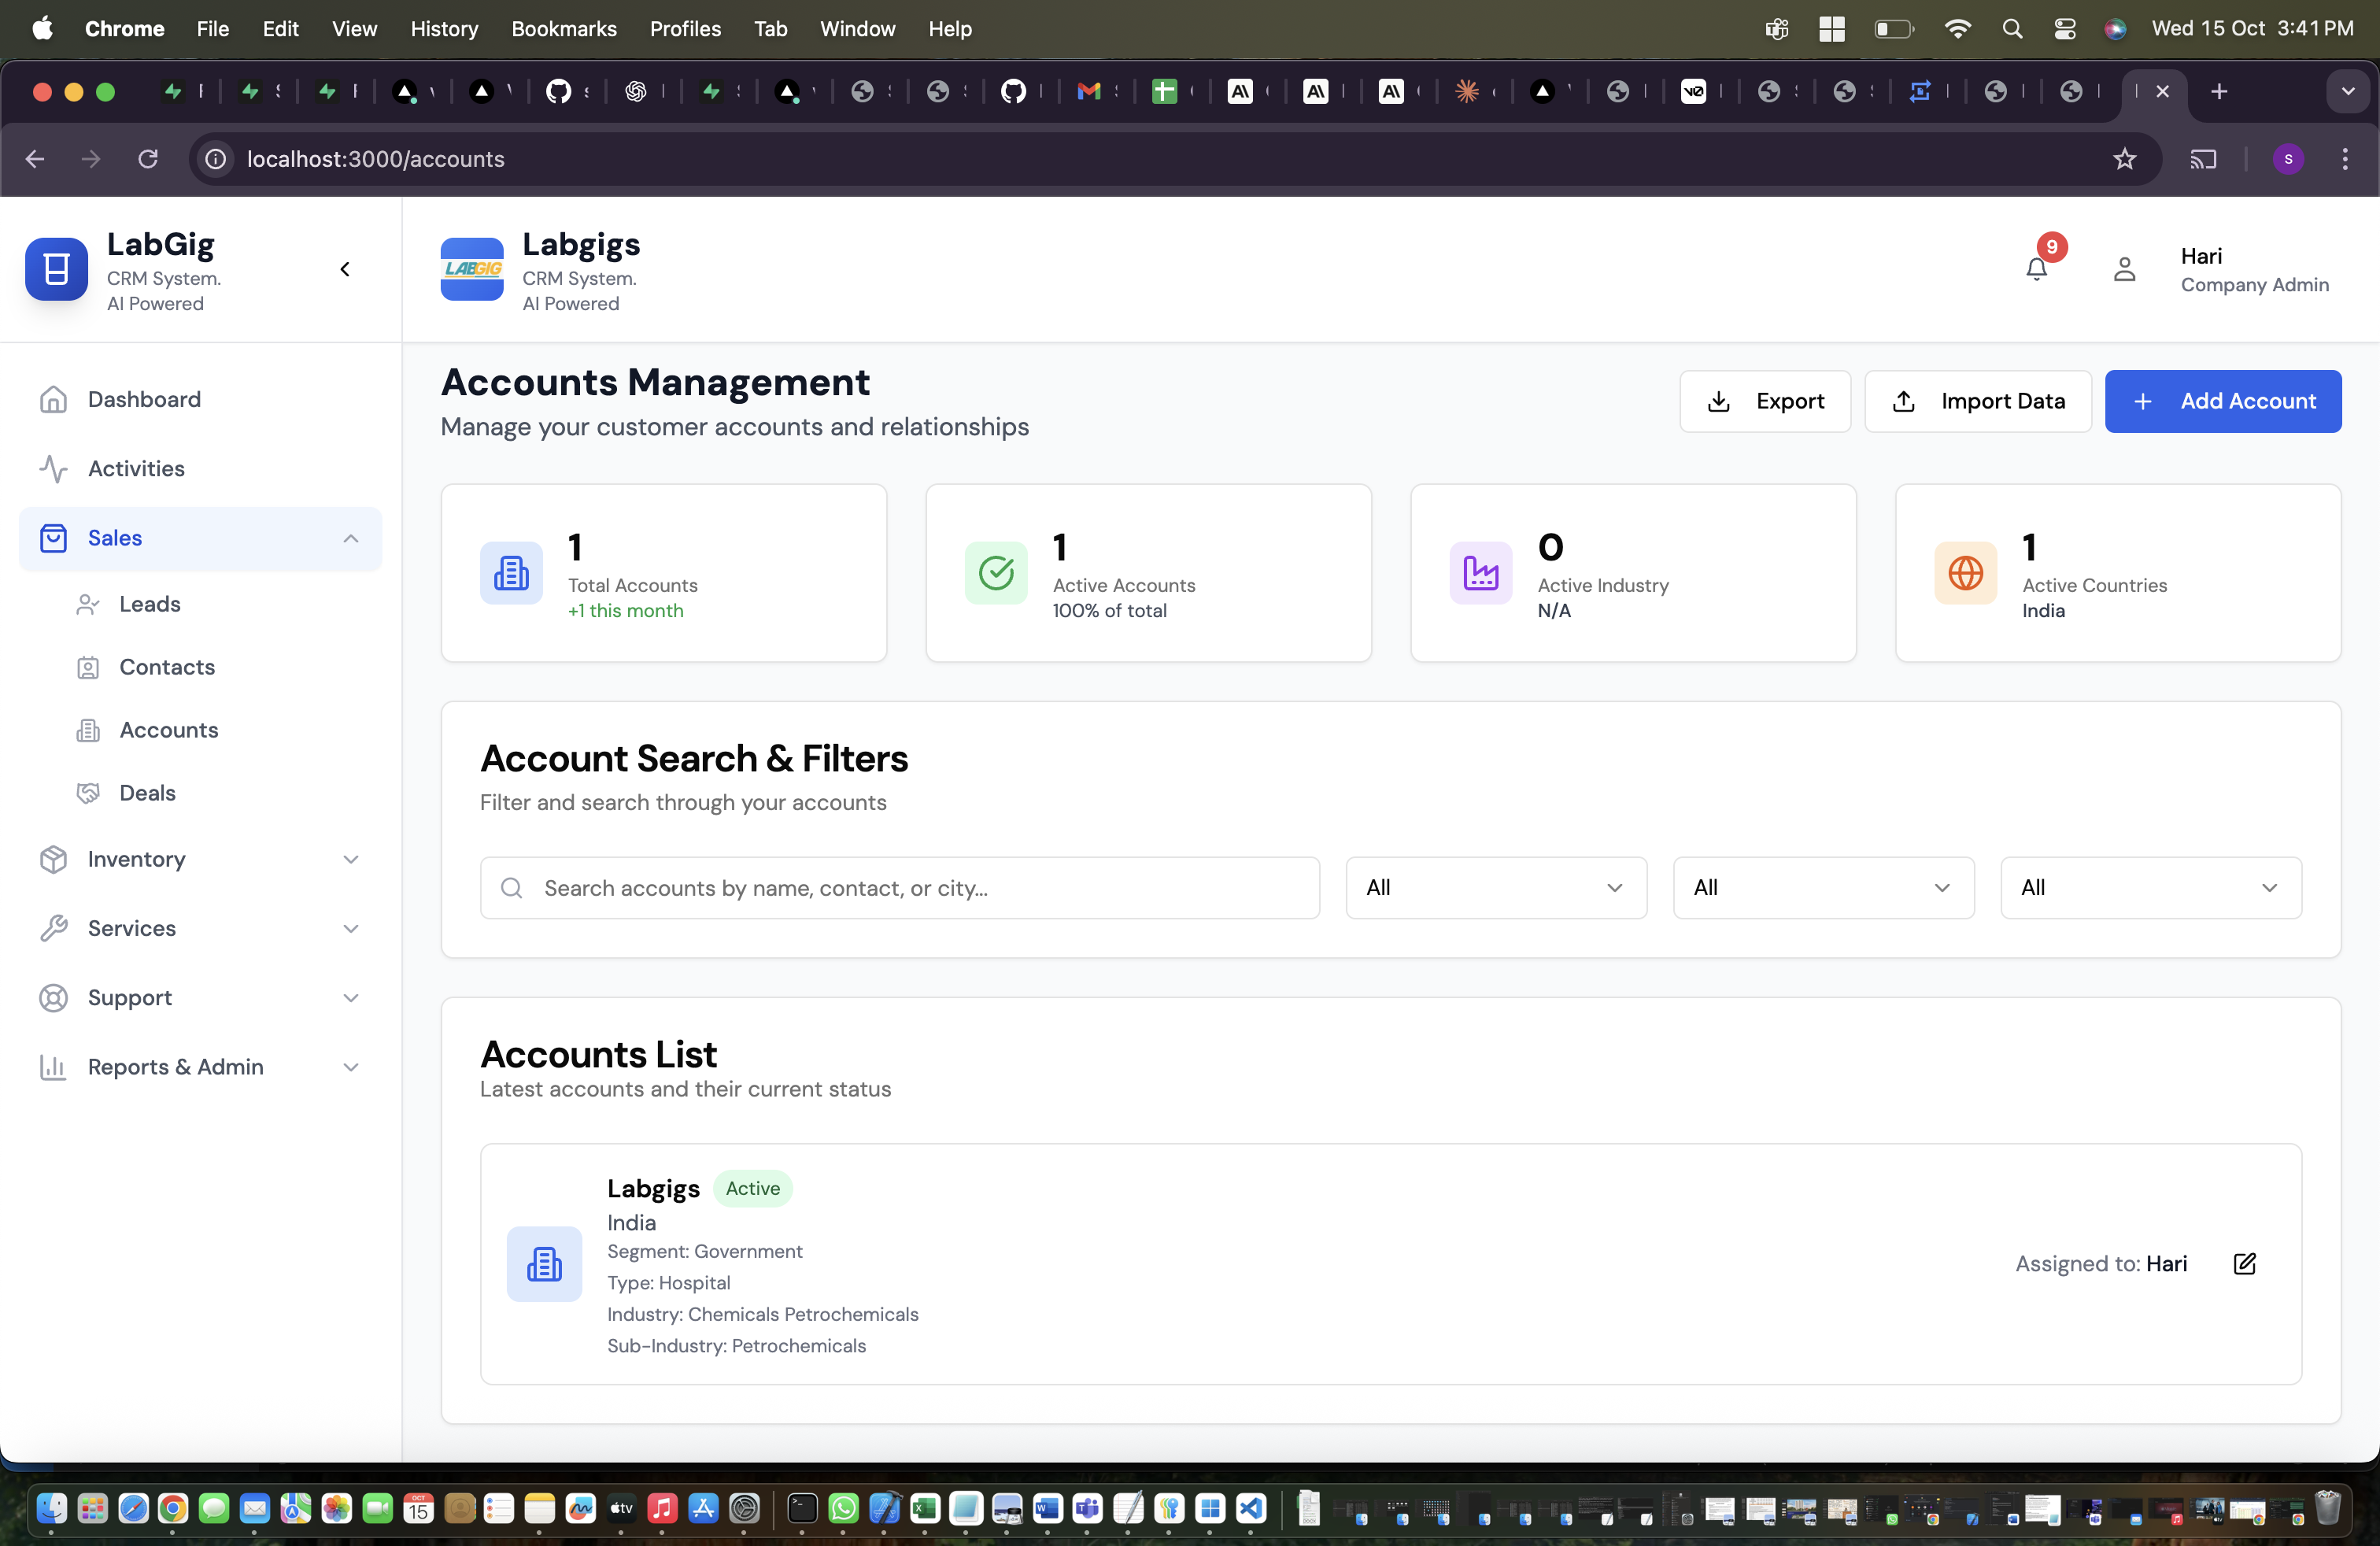 Chrome File Edit View History Bookmarks Profiles Tab Window Help
Wed 15 Oct 3:41 PM
localhost:3000/accounts
S
LabGig
CRM System.
AI Powered
LABGIG
Labgigs
CRM System.
AI Powered
9
Hari
Company Admin
Dashboard
Activities
Sales
Leads
Contacts
Accounts
Deals
Inventory
Services
Support
Reports & Admin
Accounts Management
Manage your customer accounts and relationships
Export
Import Data
Add Account
1
Total Accounts
+1 this month
1
Active Accounts
100% of total
0
Active Industry
N/A
1
Active Countries
India
Account Search & Filters
Filter and search through your accounts
Search accounts by name, contact, or city...
All
All
All
Accounts List
Latest accounts and their current status
Labgigs
Active
India
Segment: Government
Type: Hospital
Industry: Chemicals Petrochemicals
Sub-Industry: Petrochemicals
Assigned to: Hari
OCT
15
tv